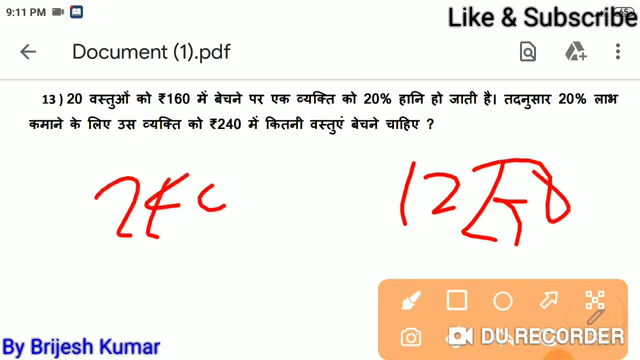 9:11 PM
Like & Subscribe
Document (1).pdf
13) 20 वस्तुओं को ₹160 में बेचने पर एक व्यक्ति को 20% हानि हो जाती है। तदनुसार 20% लाभ
कमाने के लिए उस व्यक्ति को ₹240 में कितनी वस्तुएं बेचने चाहिए ?
240
DU RECORDER
By Brijesh Kumar